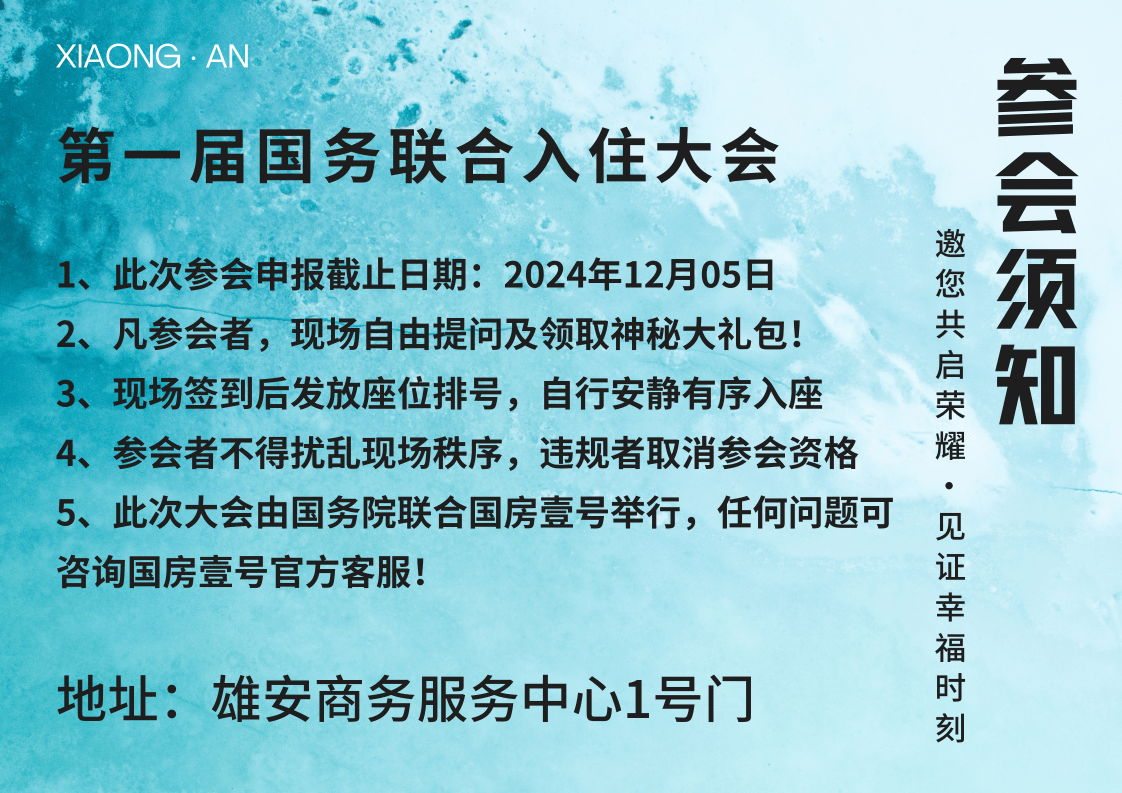 XIAONG · AN
第一届国务联合入住大会
1、此次参会申报截止日期：2024年12月05日
2、凡参会者，现场自由提问及领取神秘大礼包！
3、现场签到后发放座位排号，自行安静有序入座
4、参会者不得扰乱现场秩序，违规者取消参会资格
5、此次大会由国务院联合国房壹号举行，任何问题可
咨询国房壹号官方客服！
地址：雄安商务服务中心1号门
参会须知
邀您共启荣耀·见证幸福时刻